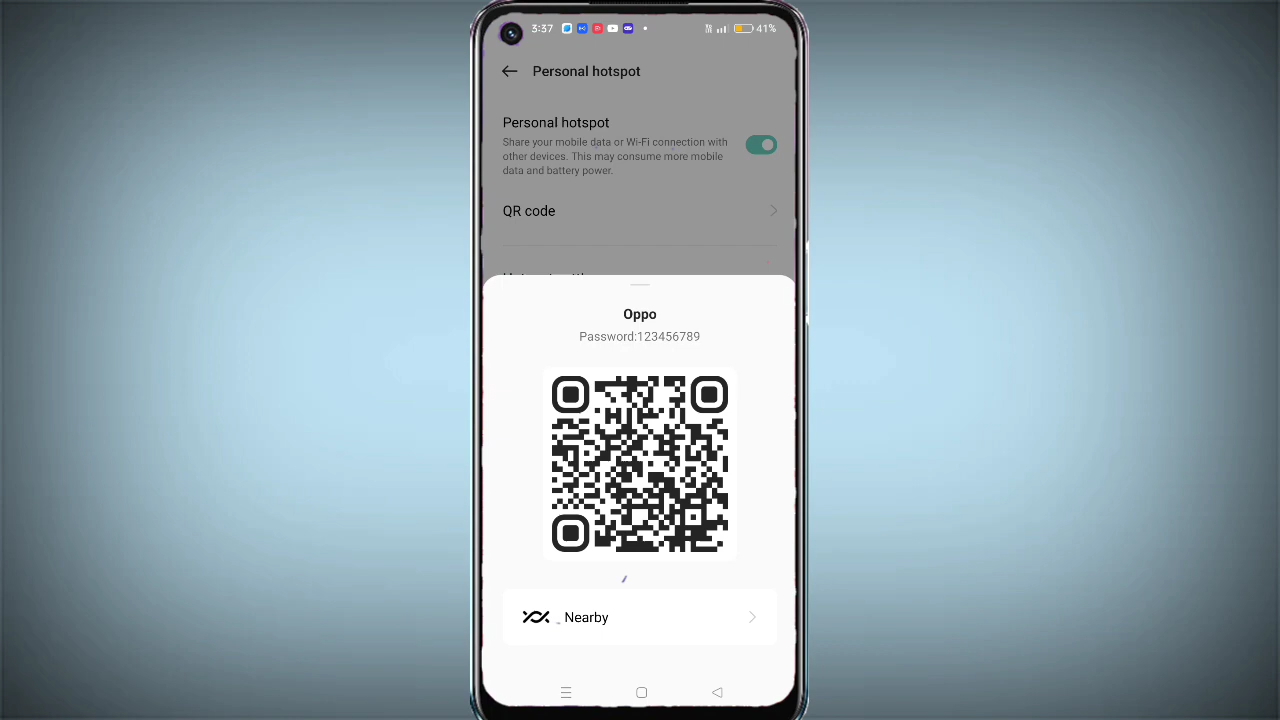 3:37
41%
Personal hotspot
Personal hotspot
Share your mobile data or Wi-Fi connection with
other devices. This may consume more mobile
data and battery power.
QR code
Oppo
Password:123456789
Nearby